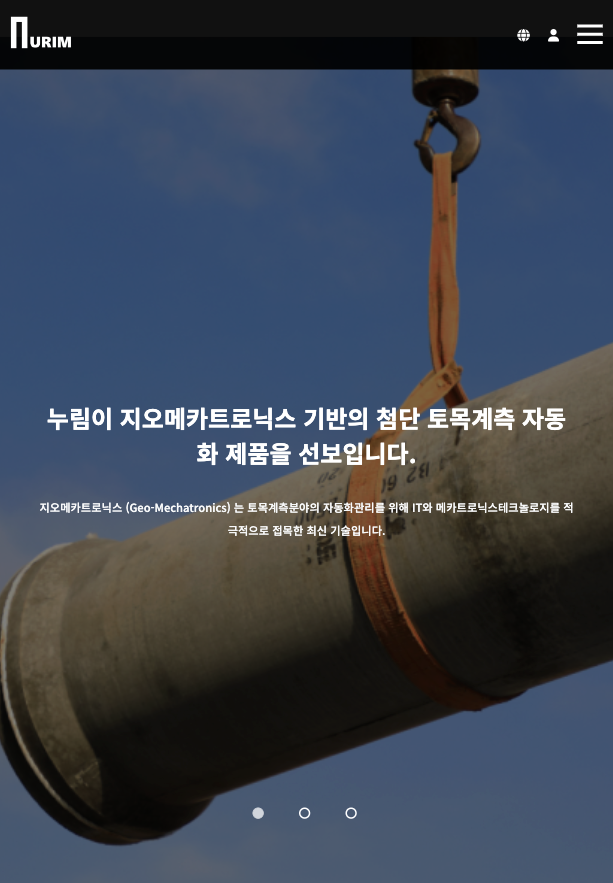 NURIM
누림이 지오메카트로닉스 기반의 첨단 토목계측 자동
화 제품을 선보입니다.
지오메카트로닉스 (Geo-Mechatronics) 는 토목계측분야의 자동화관리를 위해 IT와 메카트로닉스테크놀로지를 적
극적으로 접목한 최신 기술입니다.
B2 60